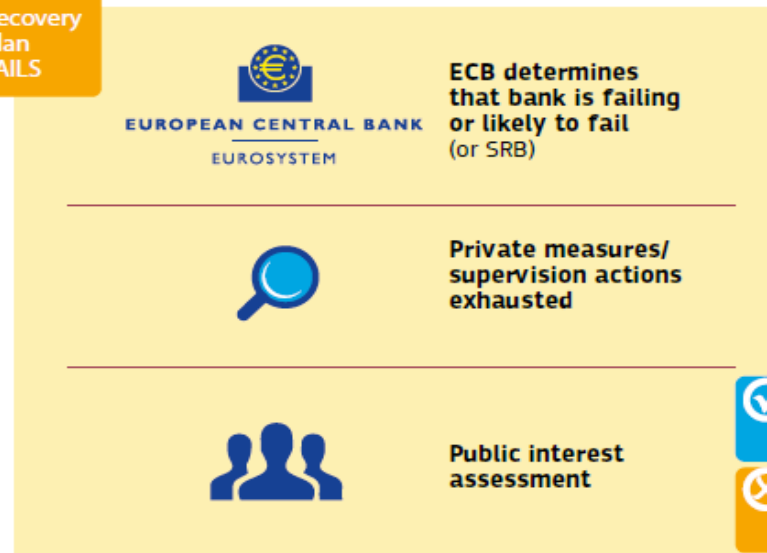 ecovery
lan
AILS
EUROPEAN CENTRAL BANK
EUROSYSTEM
ECB determines
that bank is failing
or likely to fail
(or SRB)
Private measures/
supervision actions
exhausted
Public interest
assessment